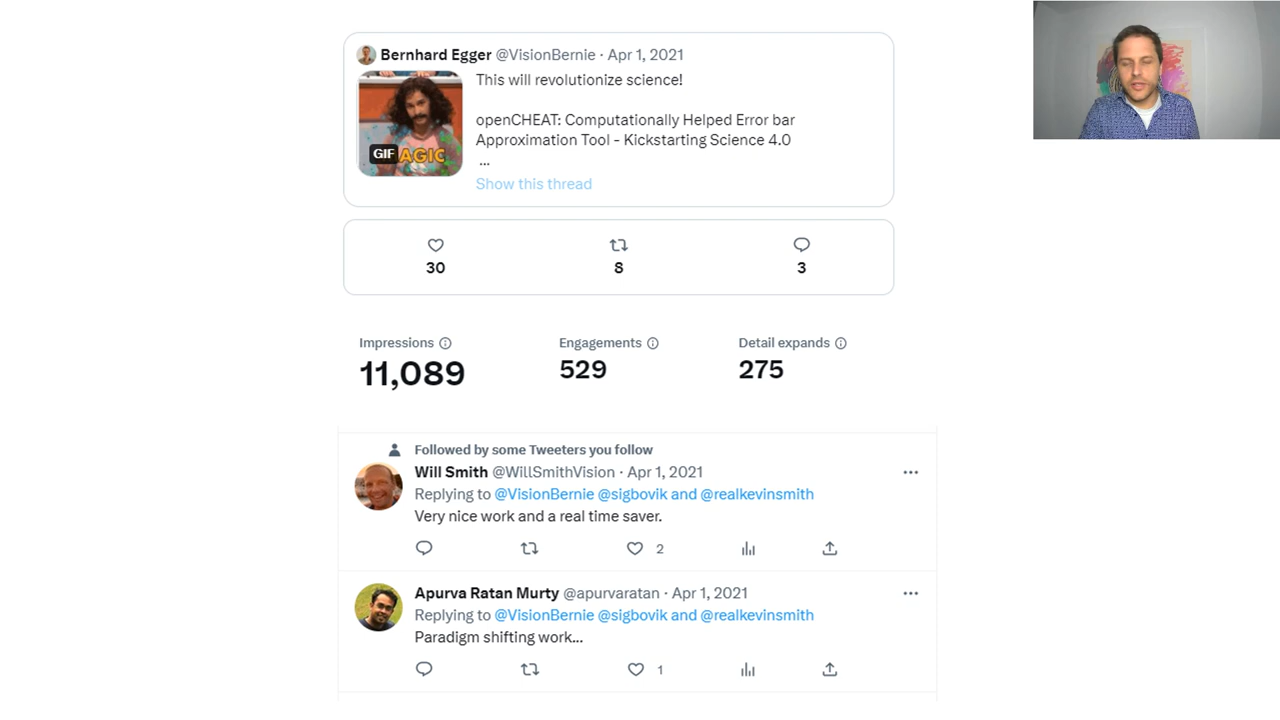 Bernhard Egger @VisionBernie · Apr 1, 2021
This will revolutionize science!
openCHEAT: Computationally Helped Error bar
Approximation Tool - Kickstarting Science 4.0
...
GIF AGIC
Show this thread
30 8 3
Impressions Engagements Detail expands
11,089 529 275
Followed by some Tweeters you follow
Will Smith @WillSmithVision · Apr 1, 2021
Replying to @VisionBernie @sigbovik and @realkevinsmith
Very nice work and a real time saver.
2
Apurva Ratan Murty @apurvaratan · Apr 1, 2021
Replying to @VisionBernie @sigbovik and @realkevinsmith
Paradigm shifting work...
1